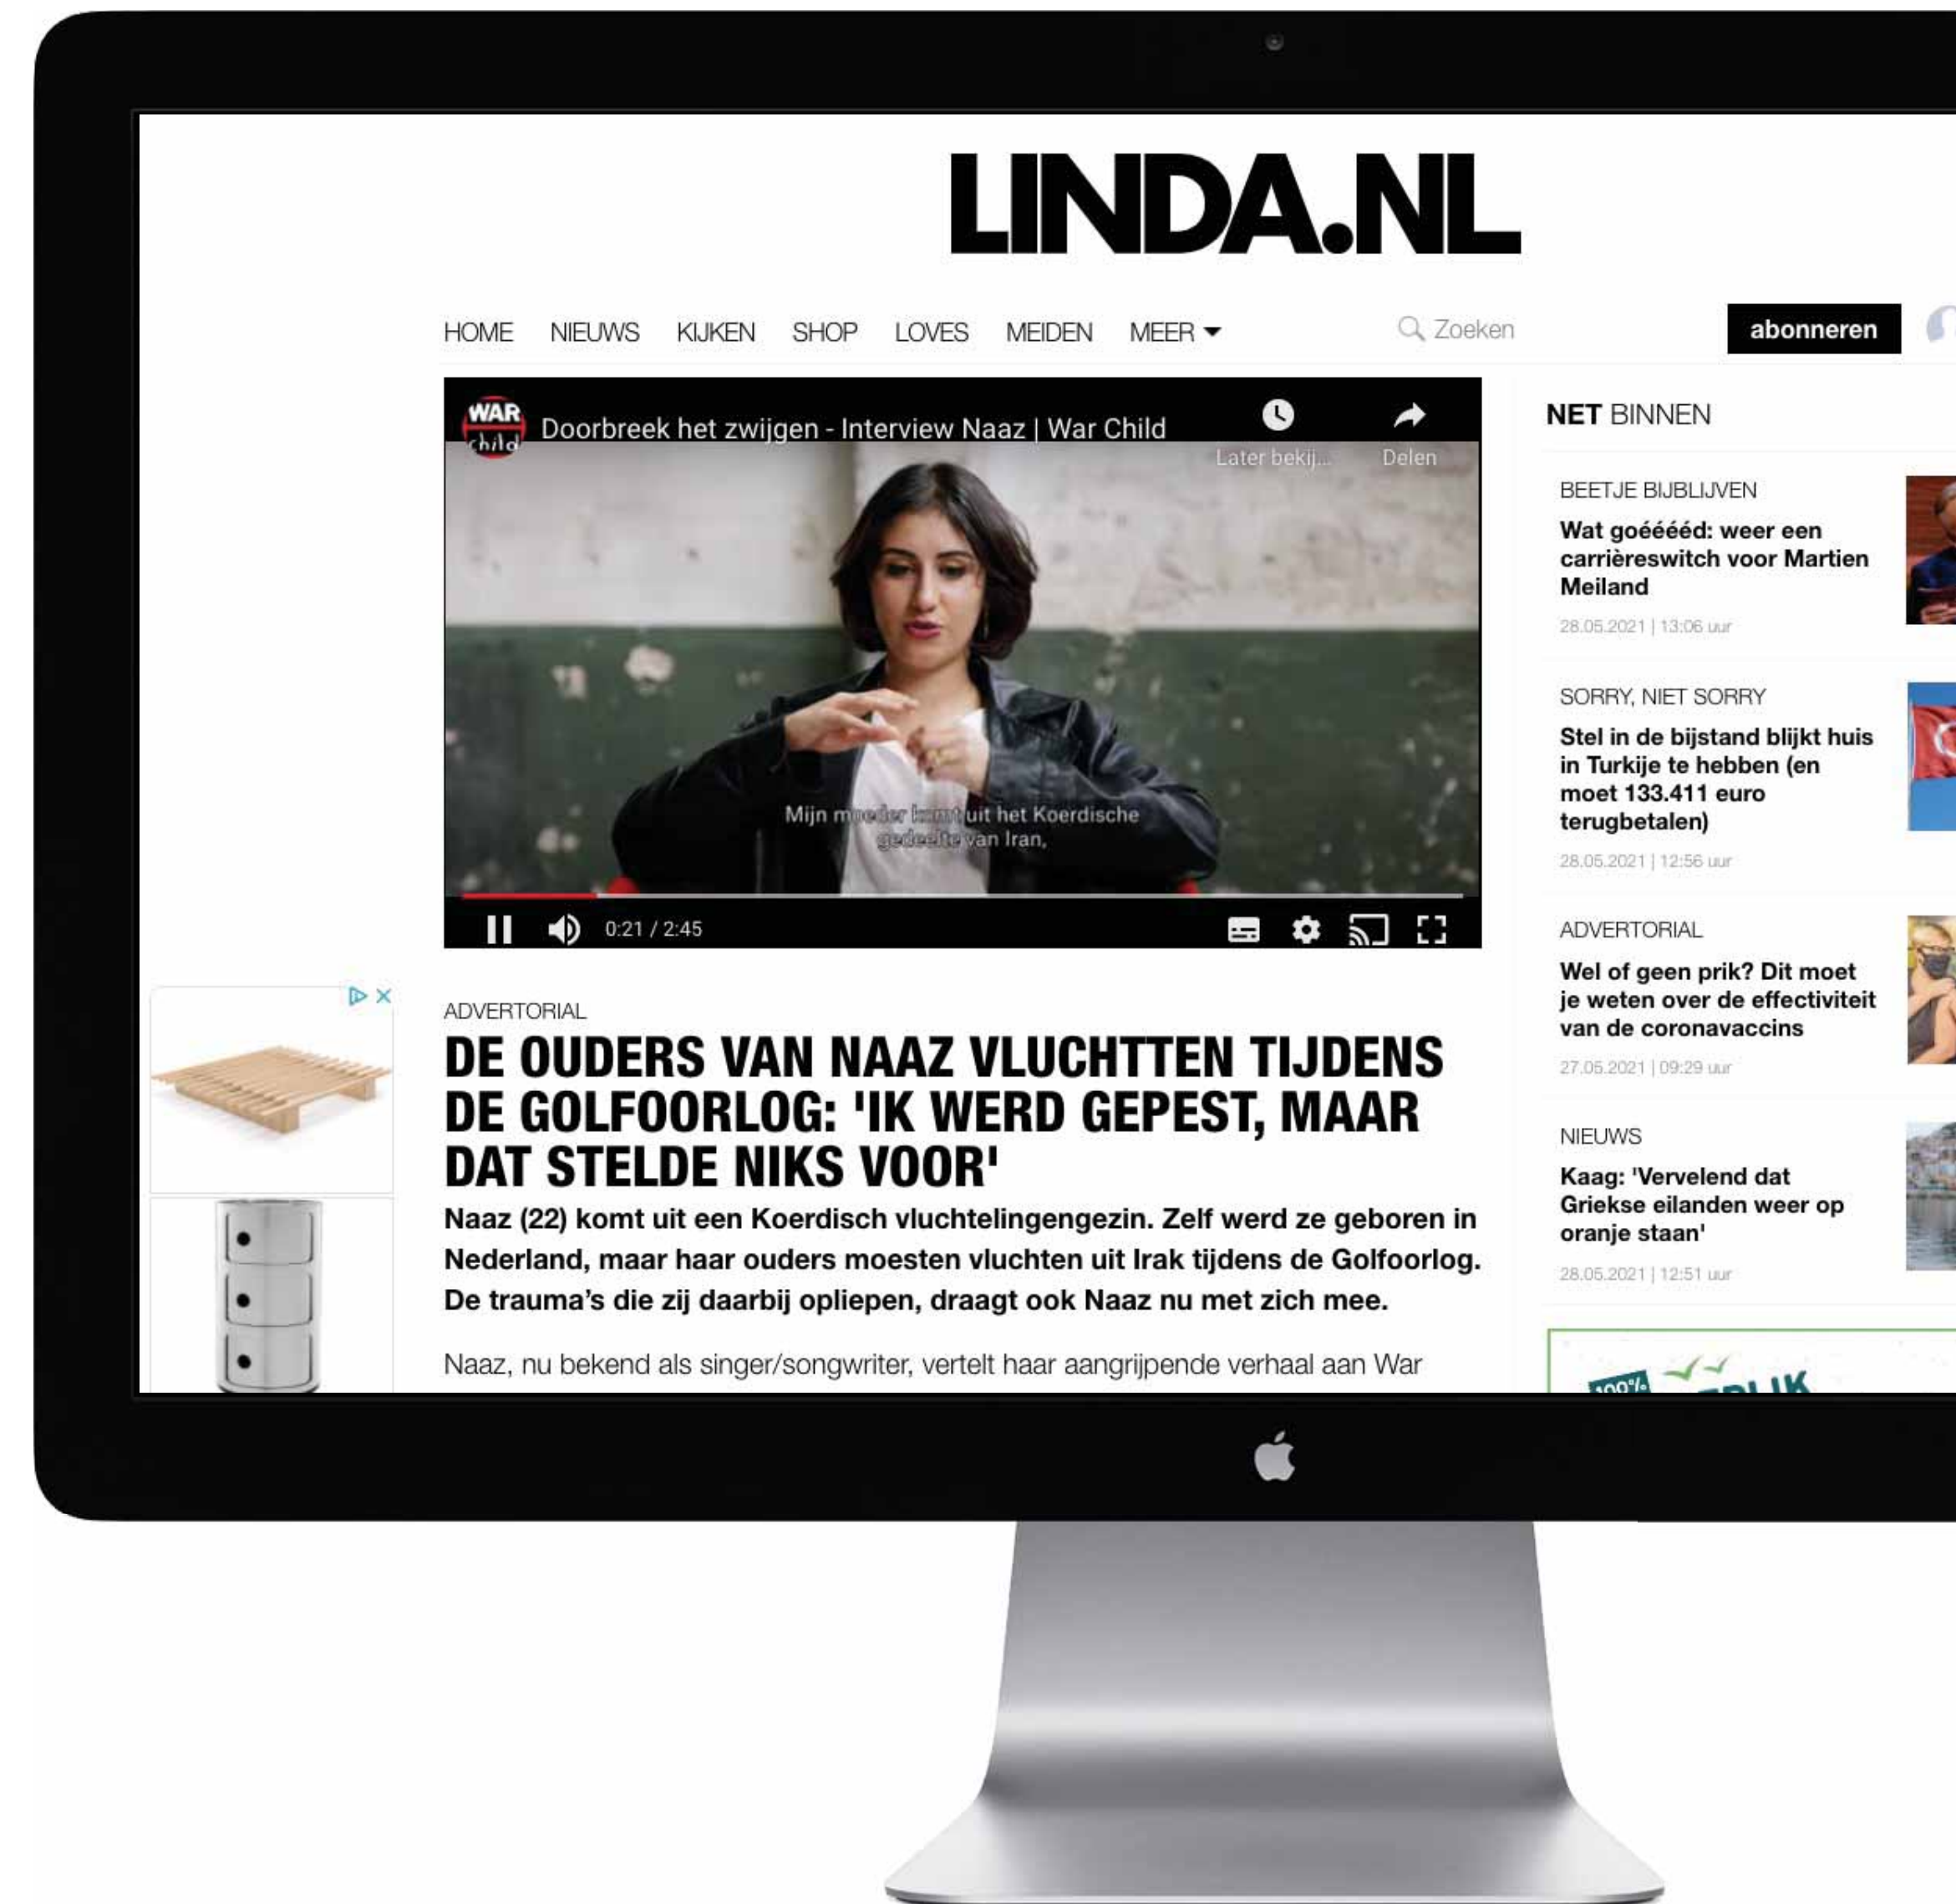 LINDA.NL
HOME NIEUWS KIJKEN SHOP LOVES MEIDEN MEER
Zoeken
abonneren
WAR
child
Doorbreek het zwijgen - Interview Naaz | War Child
Later bekij...
Delen
Mijn moeder komt uit het Koerdische
gedeelte van Iran,
0:21 / 2:45
ADVERTORIAL
DE OUDERS VAN NAAZ VLUCHTTEN TIJDENS
DE GOLFOORLOG: 'IK WERD GEPEST, MAAR
DAT STELDE NIKS VOOR'
Naaz (22) komt uit een Koerdisch vluchtelingengezin. Zelf werd ze geboren in
Nederland, maar haar ouders moesten vluchten uit Irak tijdens de Golfoorlog.
De trauma's die zij daarbij opliepen, draagt ook Naaz nu met zich mee.
Naaz, nu bekend als singer/songwriter, vertelt haar aangrijpende verhaal aan War
NET BINNEN
BEETJE BIJBLIJVEN
Wat goééééd: weer een
carrièreswitch voor Martien
Meiland
28.05.2021 | 13:06 uur
SORRY, NIET SORRY
Stel in de bijstand blijkt huis
in Turkije te hebben (en
moet 133.411 euro
terugbetalen)
28.05.2021 | 12:56 uur
ADVERTORIAL
Wel of geen prik? Dit moet
je weten over de effectiviteit
van de coronavaccins
27.05.2021 | 09:29 uur
NIEUWS
Kaag: 'Vervelend dat
Griekse eilanden weer op
oranje staan'
28.05.2021 | 12:51 uur
100%